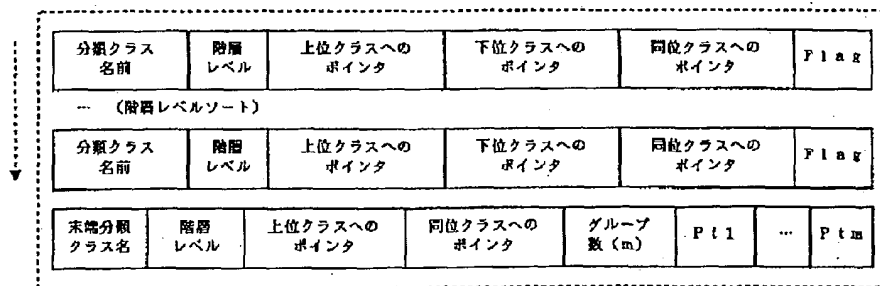 分類クラス
名前
階層
レベル
上位クラスへの
ポインタ
下位クラスへの
ポインタ
同位クラスへの
ポインタ
Flag
… (階層レベルソート)
分類クラス
名前
階層
レベル
上位クラスへの
ポインタ
下位クラスへの
ポインタ
同位クラスへの
ポインタ
Flag
末端分類
クラス名
階層
レベル
上位クラスへの
ポインタ
同位クラスへの
ポインタ
グループ
数(m)
Pt1
…
Ptm